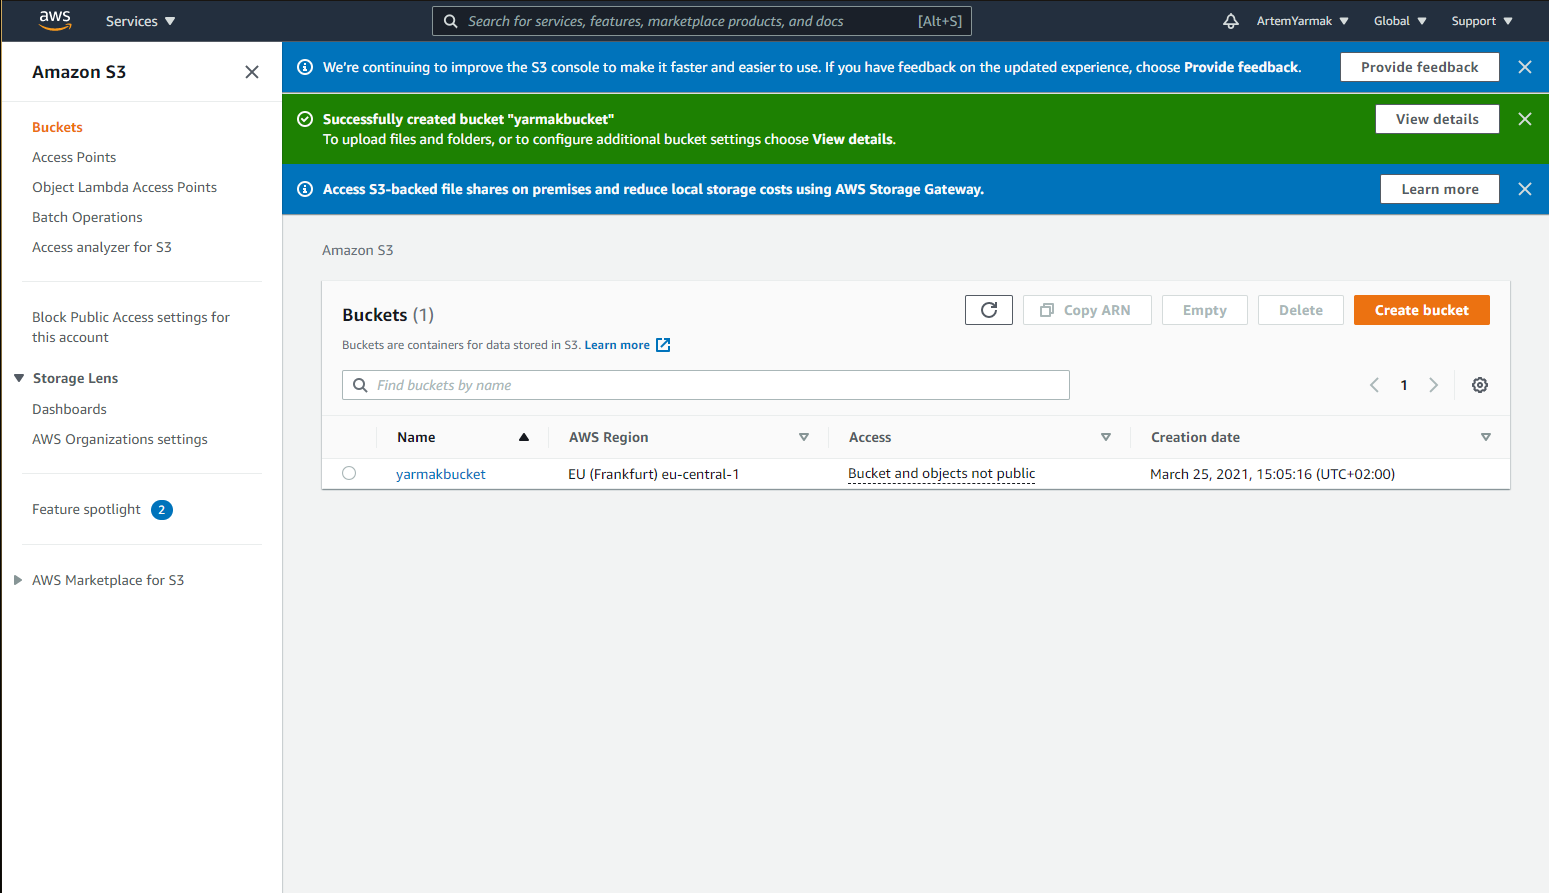 aws
Services
Search for services, features, marketplace products, and docs [Alt+S]
ArtemYarmak
Global
Support
Amazon S3
Buckets
Access Points
Object Lambda Access Points
Batch Operations
Access analyzer for S3
Block Public Access settings for
this account
Storage Lens
Dashboards
AWS Organizations settings
Feature spotlight 2
AWS Marketplace for S3
We're continuing to improve the S3 console to make it faster and easier to use. If you have feedback on the updated experience, choose Provide feedback.
Provide feedback
Successfully created bucket "yarmakbucket"
To upload files and folders, or to configure additional bucket settings choose View details.
View details
Access S3-backed file shares on premises and reduce local storage costs using AWS Storage Gateway.
Learn more
Amazon S3
Buckets (1)
Copy ARN
Empty
Delete
Create bucket
Buckets are containers for data stored in S3. Learn more
Find buckets by name
1
Name AWS Region Access Creation date
yarmakbucket EU (Frankfurt) eu-central-1 Bucket and objects not public March 25, 2021, 15:05:16 (UTC+02:00)